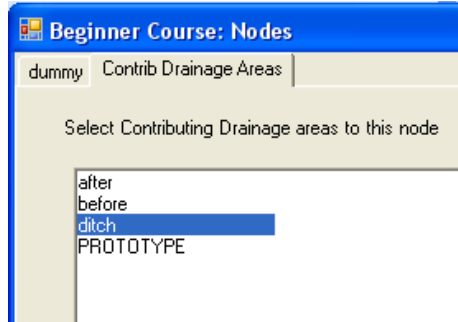 Beginner Course: Nodes
dummy Contrib Drainage Areas
Select Contributing Drainage areas to this node
after
before
ditch
PROTOTYPE